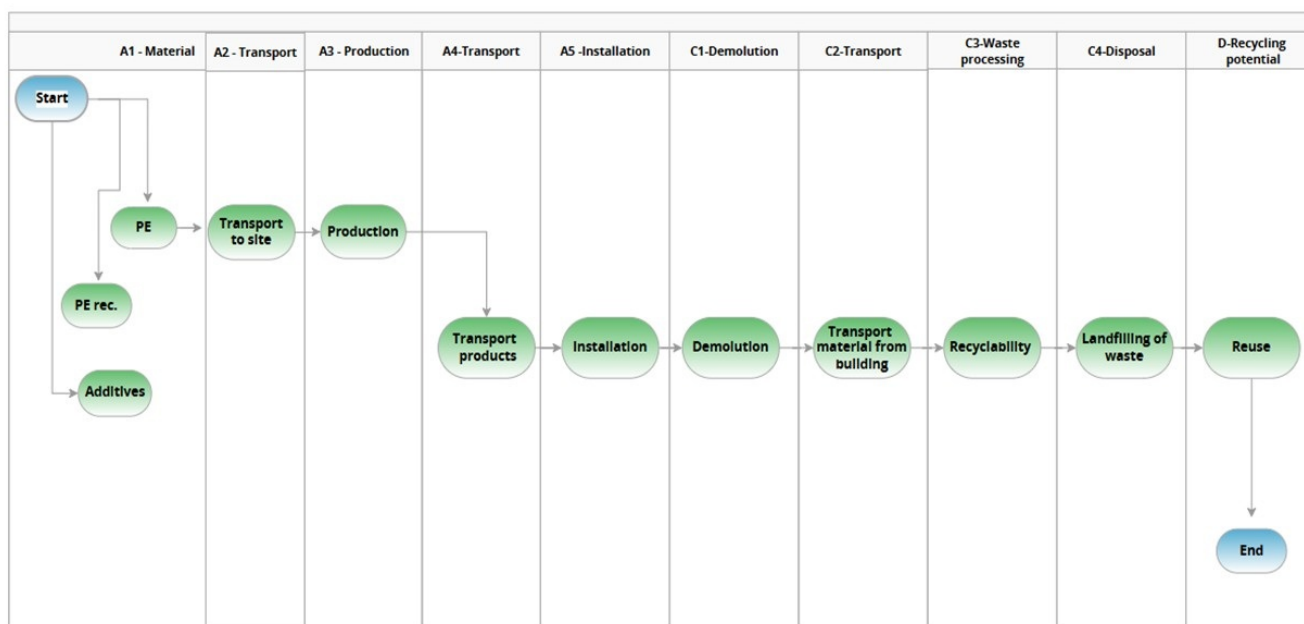 A1 - Material
A2 - Transport
A3 - Production
A4-Transport
A5 -Installation
C1-Demolition
C2-Transport
C3-Waste
processing
C4-Disposal
D-Recycling
potential
Start
PE
Transport
to site
Production
PE rec.
Transport
products
Installation
Demolution
Transport
material from
building
Recyclability
Landfilling of
waste
Reuse
Additives
End